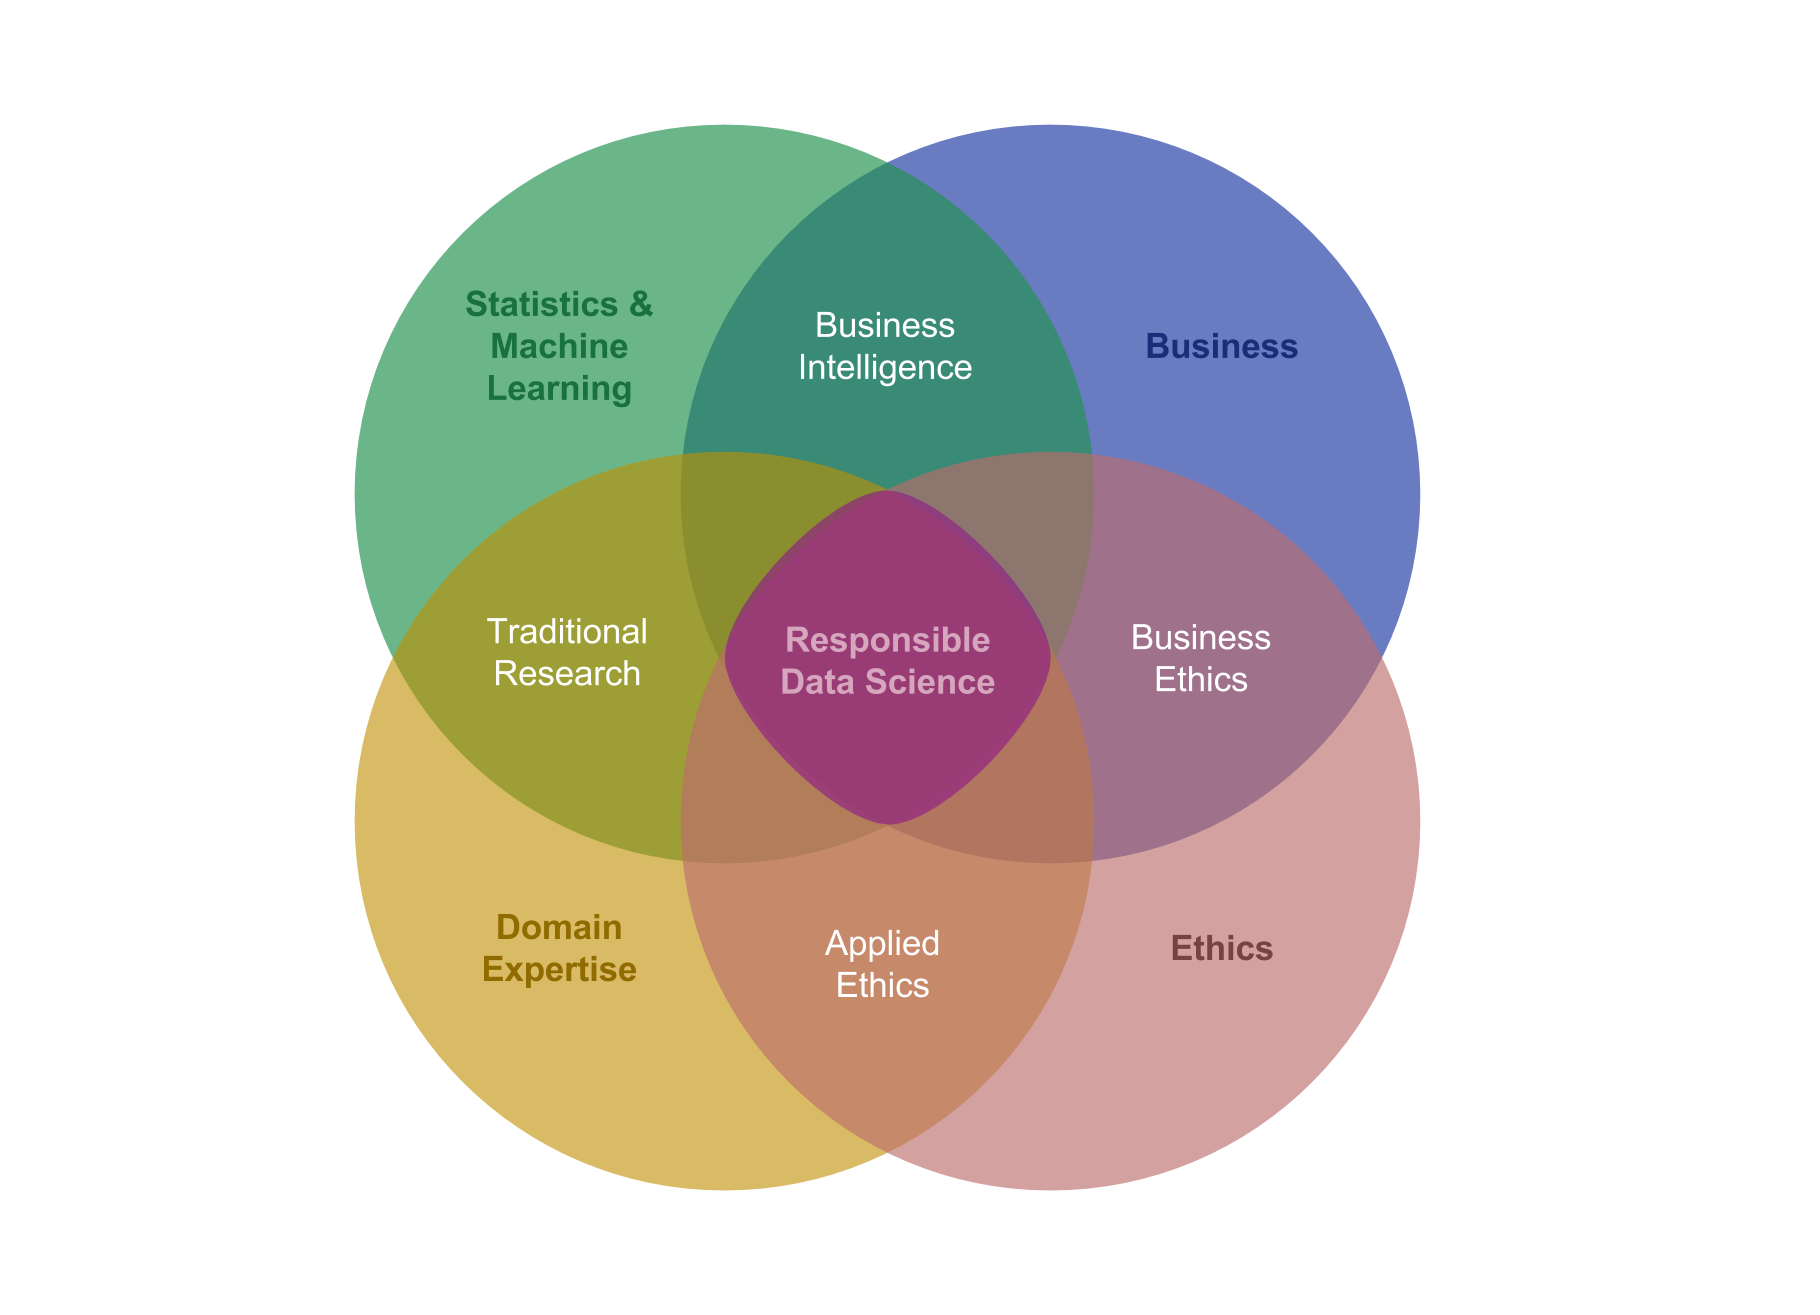 Statistics &
Machine
Learning
Business
Intelligence
Business
Traditional
Research
Responsible
Data Science
Business
Ethics
Domain
Expertise
Applied
Ethics
Ethics